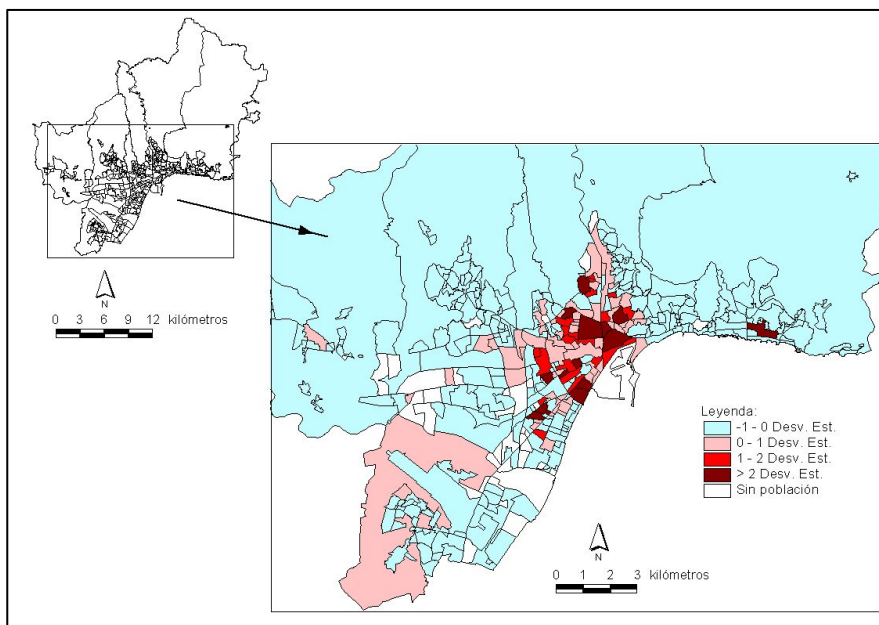 N
0 3 6 9 12 kilómetros
Leyenda:
-1 - 0 Desv. Est.
0 - 1 Desv. Est.
1 - 2 Desv. Est.
> 2 Desv. Est.
Sin población
N
0 1 2 3 kilómetros